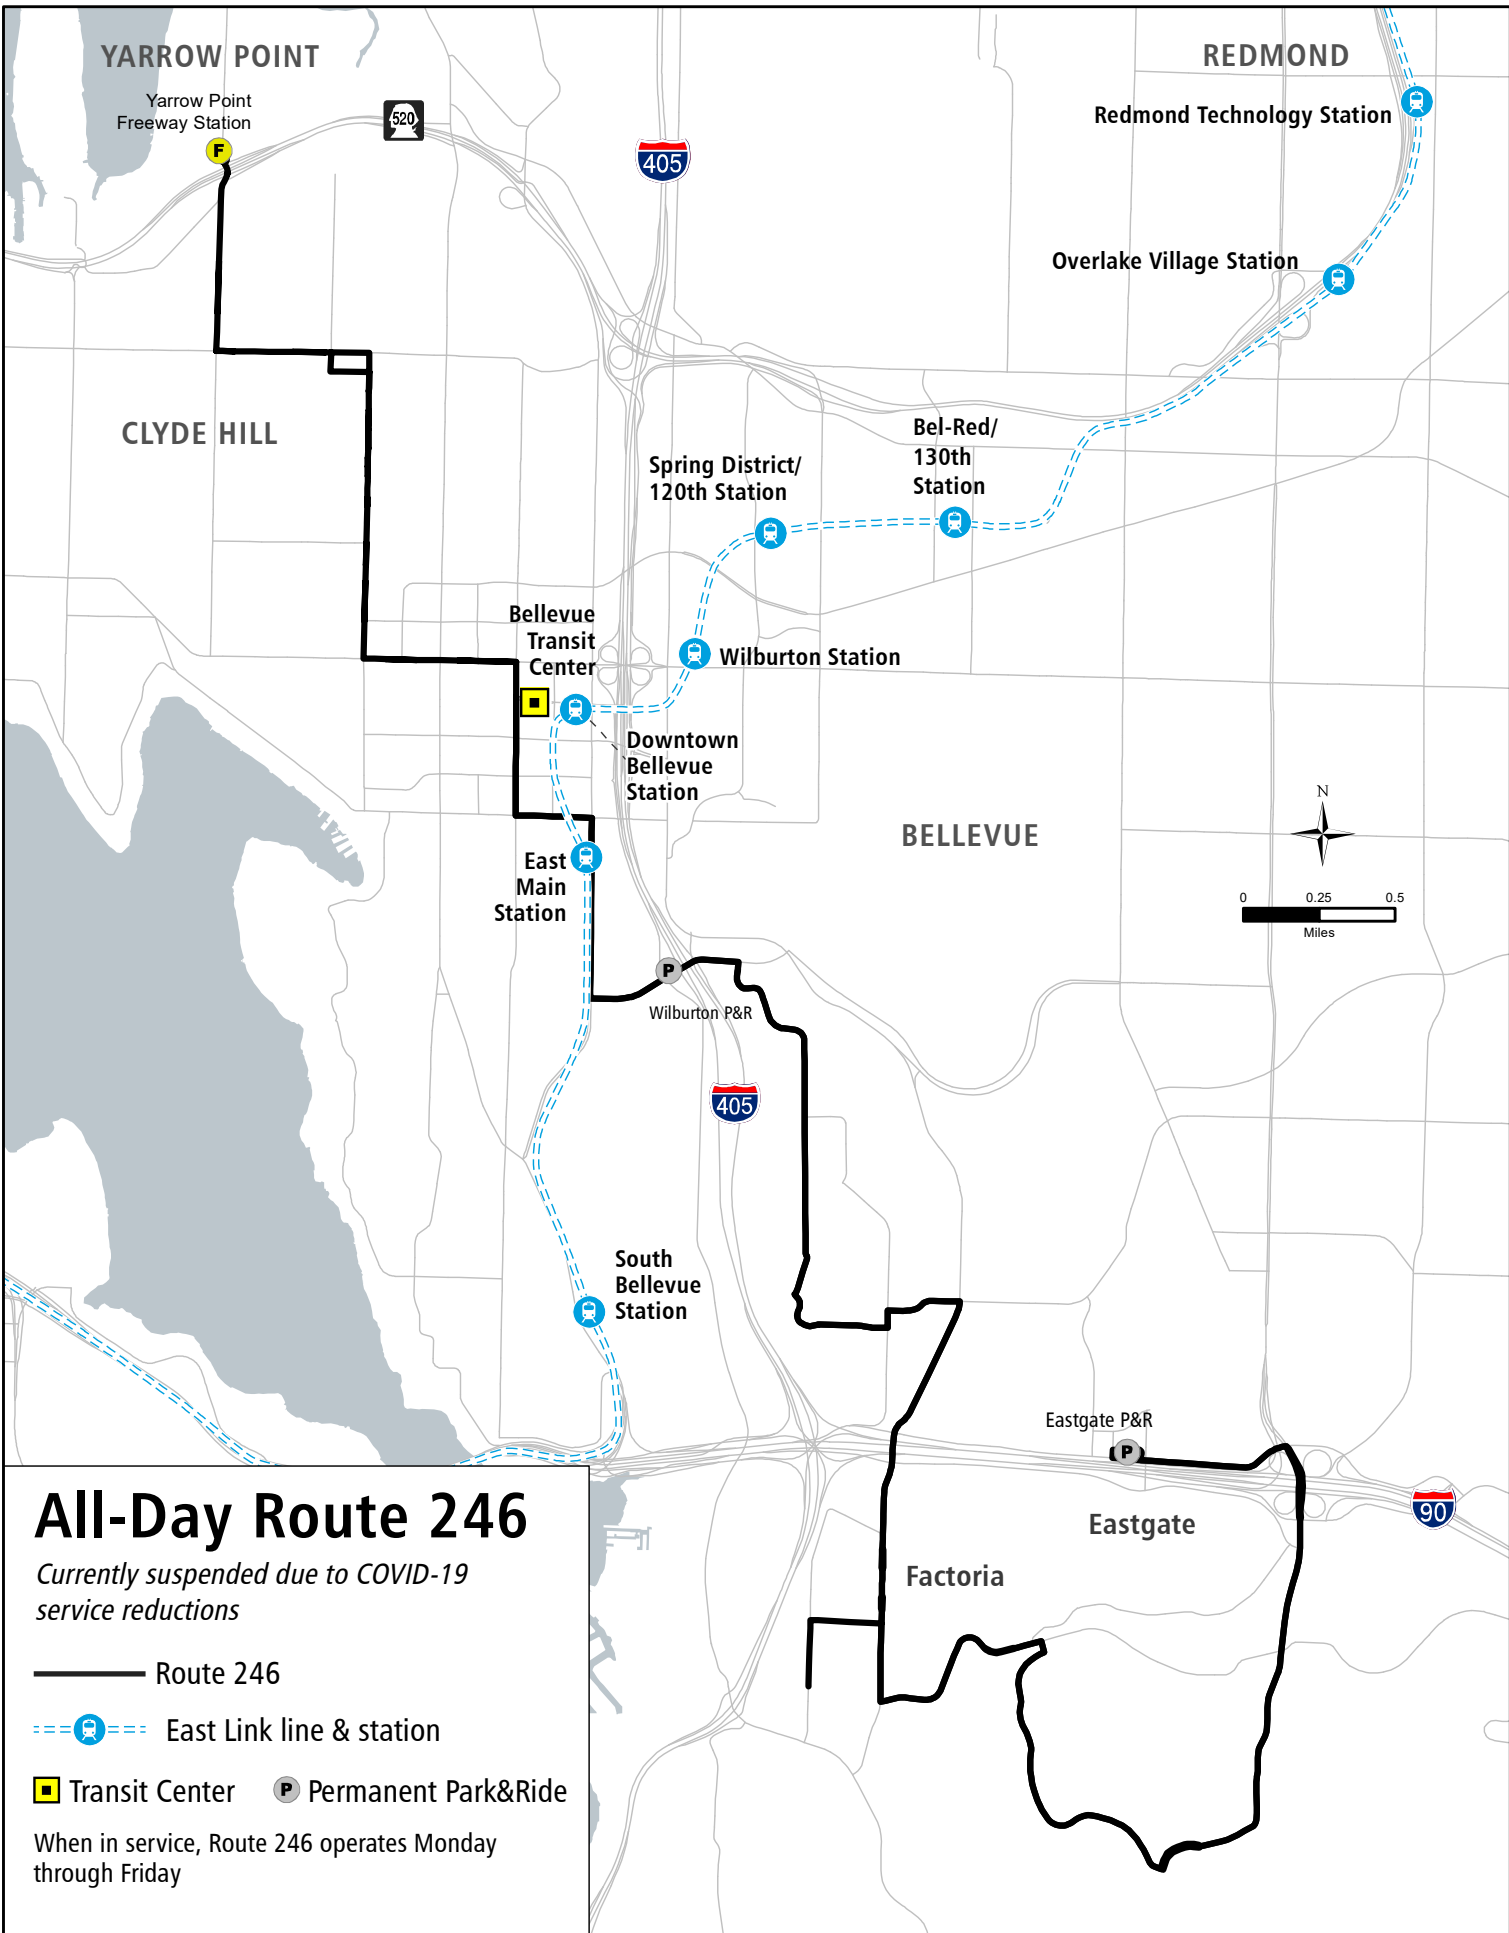 YARROW POINT
REDMOND
Yarrow Point
Freeway Station
F
520
405
Redmond Technology Station
Overlake Village Station
CLYDE HILL
Bel-Red/
130th
Station
Spring District/
120th Station
Bellevue
Transit
Center
Wilburton Station
Downtown
Bellevue
Station
BELLEVUE
N
East
Main
Station
0 0.25 0.5
Miles
P
Wilburton P&R
405
South
Bellevue
Station
Eastgate P&R
P
90
Eastgate
Factoria
All-Day Route 246
Currently suspended due to COVID-19
service reductions
Route 246
East Link line & station
Transit Center P Permanent Park&Ride
When in service, Route 246 operates Monday
through Friday